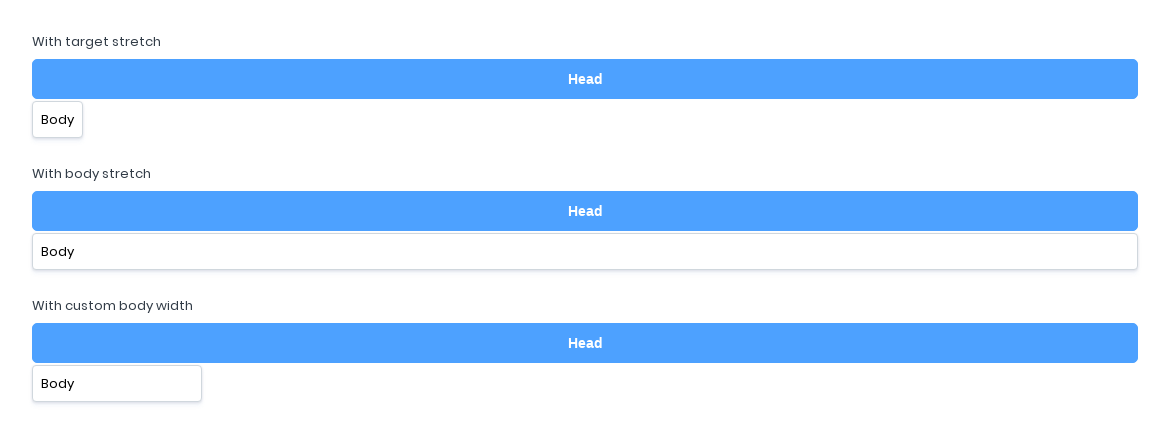 With target stretch
Head
Body
With body stretch
Head
Body
With custom body width
Head
Body